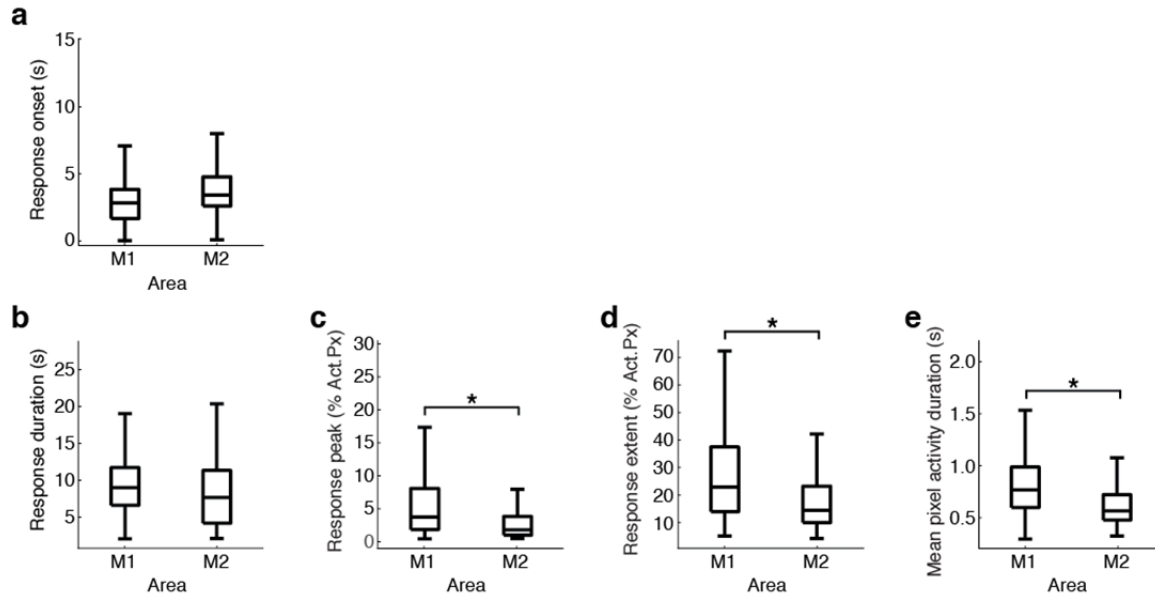 a
Response onset (s)
15
10
5
0
M1 M2
Area
b
Response duration (s)
25
20
15
10
5
M1 M2
Area
c
Response peak (% Act.Px)
30
25
20
15
10
5
0
*
M1 M2
Area
d
Response extent (% Act.Px)
70
60
50
40
30
20
10
*
M1 M2
Area
e
Mean pixel activity duration (s)
2.0
1.5
1.0
0.5
*
M1 M2
Area